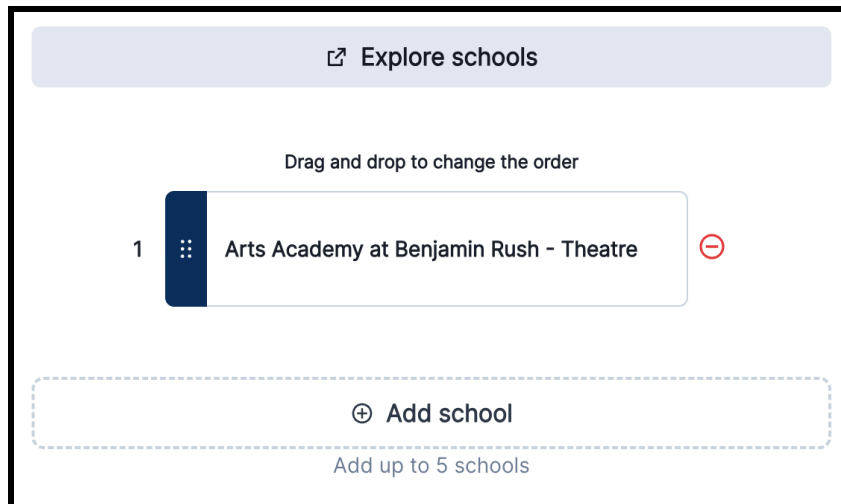 Explore schools
Drag and drop to change the order
1 Arts Academy at Benjamin Rush - Theatre
Add school
Add up to 5 schools